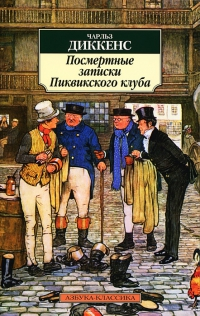 ЧАРЛЬЗ
ДИККЕНС
Посмертные
записки
Пиквикского клуба
АЗБУКА-КЛАССИКА